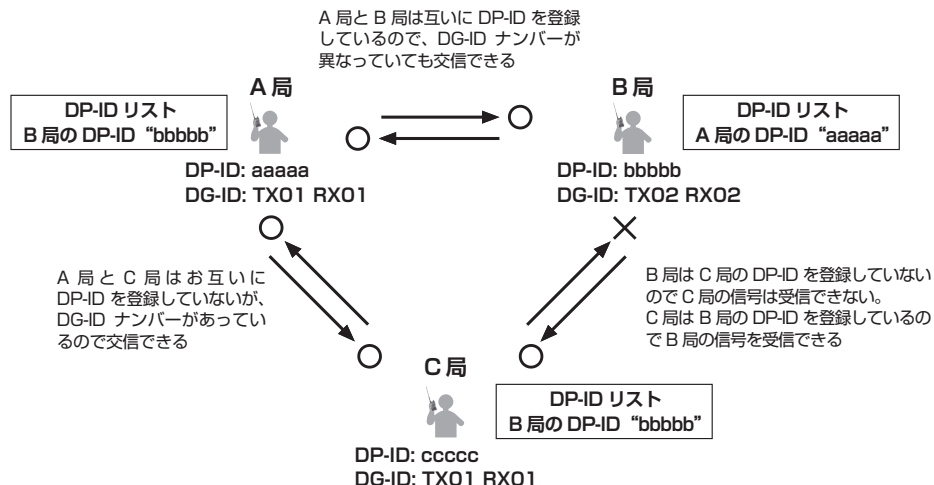 A 局と B 局は互いに DP-ID を登録
しているので、DG-ID ナンバーが
異なっていても交信できる
A 局
DP-ID リスト
B 局の DP-ID “bbbbb”
DP-ID: aaaaa
DG-ID: TX01 RX01
B 局
DP-ID リスト
A 局の DP-ID “aaaaa”
DP-ID: bbbbb
DG-ID: TX02 RX02
A 局 と C 局 は お 互 い に
DP-ID を登録していないが、
DG-ID ナンバーがあってい
るので交信できる
B 局は C 局の DP-ID を登録していない
ので C 局の信号は受信できない。
C 局は B 局の DP-ID を登録しているの
で B 局の信号を受信できる
C 局
DP-ID リスト
B 局の DP-ID “bbbbb”
DP-ID: ccccc
DG-ID: TX01 RX01